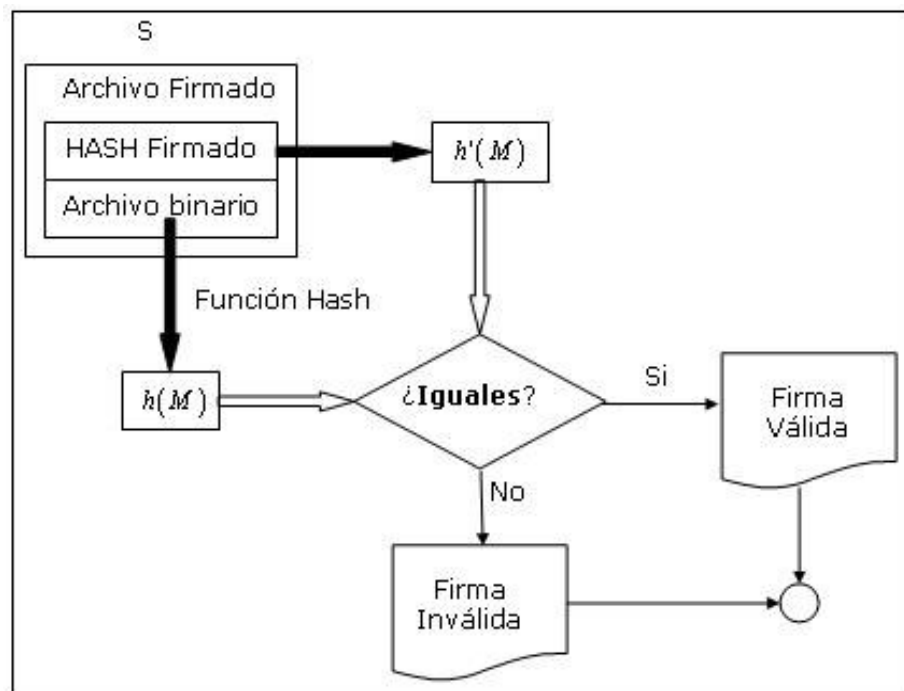 S
Archivo Firmado
HASH Firmado
h'(M)
Archivo binario
Función Hash
h(M)
¿Iguales?
Si
Firma
Válida
No
Firma
Inválida